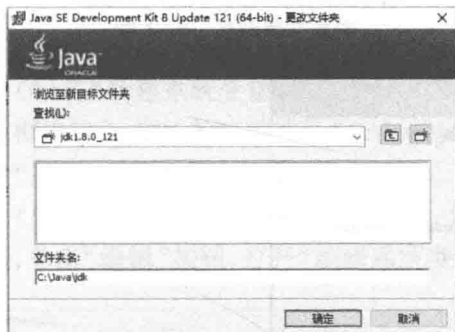 Java SE Development Kit 8 Update 121 (64-bit) - 更改文件夹
Java
ORACLE
浏览至新目标文件夹
查找(L):
jdk1.8.0_121
文件夹名:
C:\Java\jdk
确定
取消